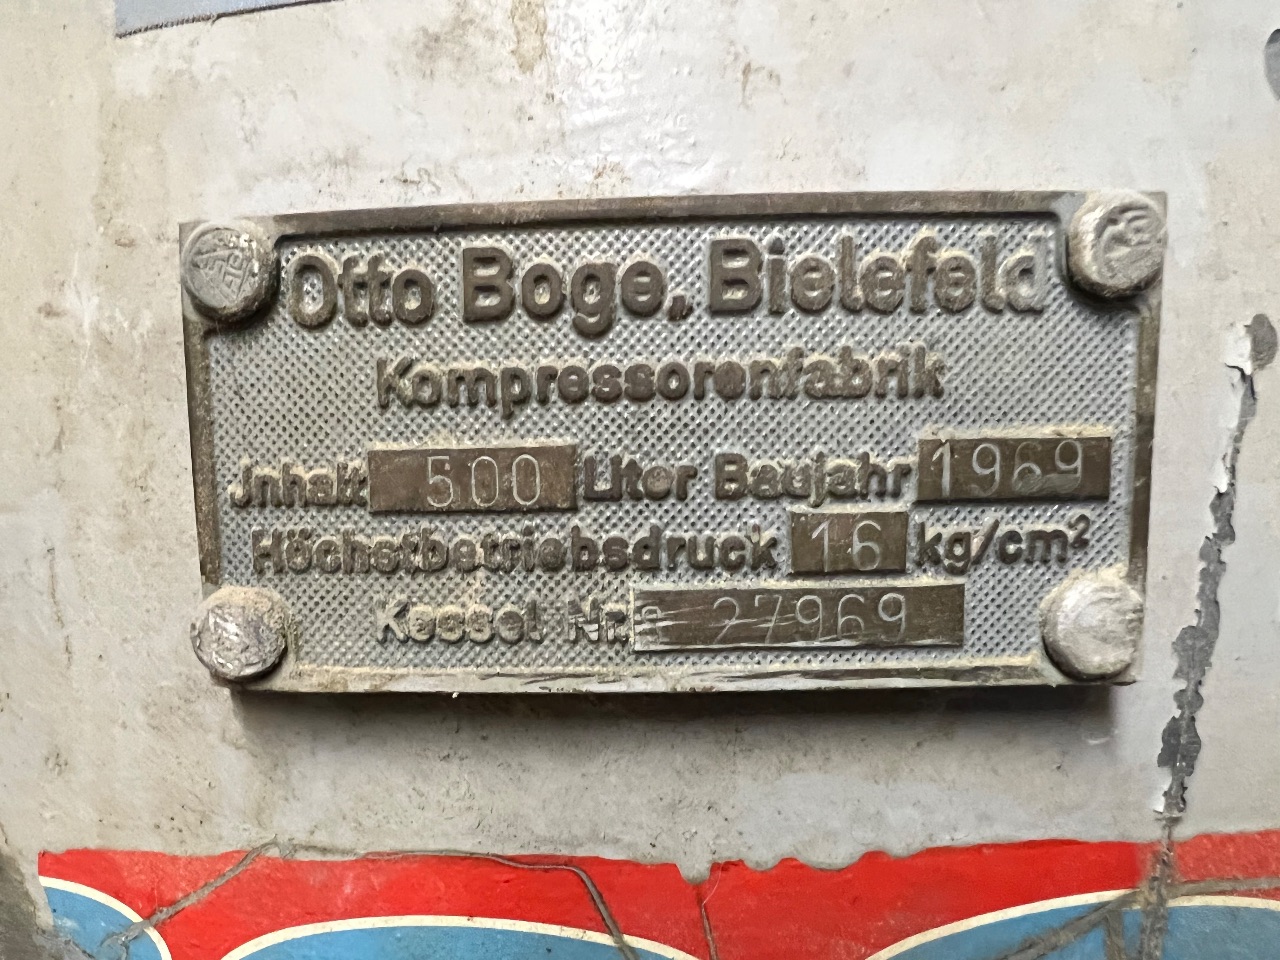 Otto Boge, Bielefeld
Kompressorenfabrik
Jnhalt 500 Liter Baujahr 1969
Höchstbetriebsdruck 16 kg/cm²
Kessel Nr. 27969